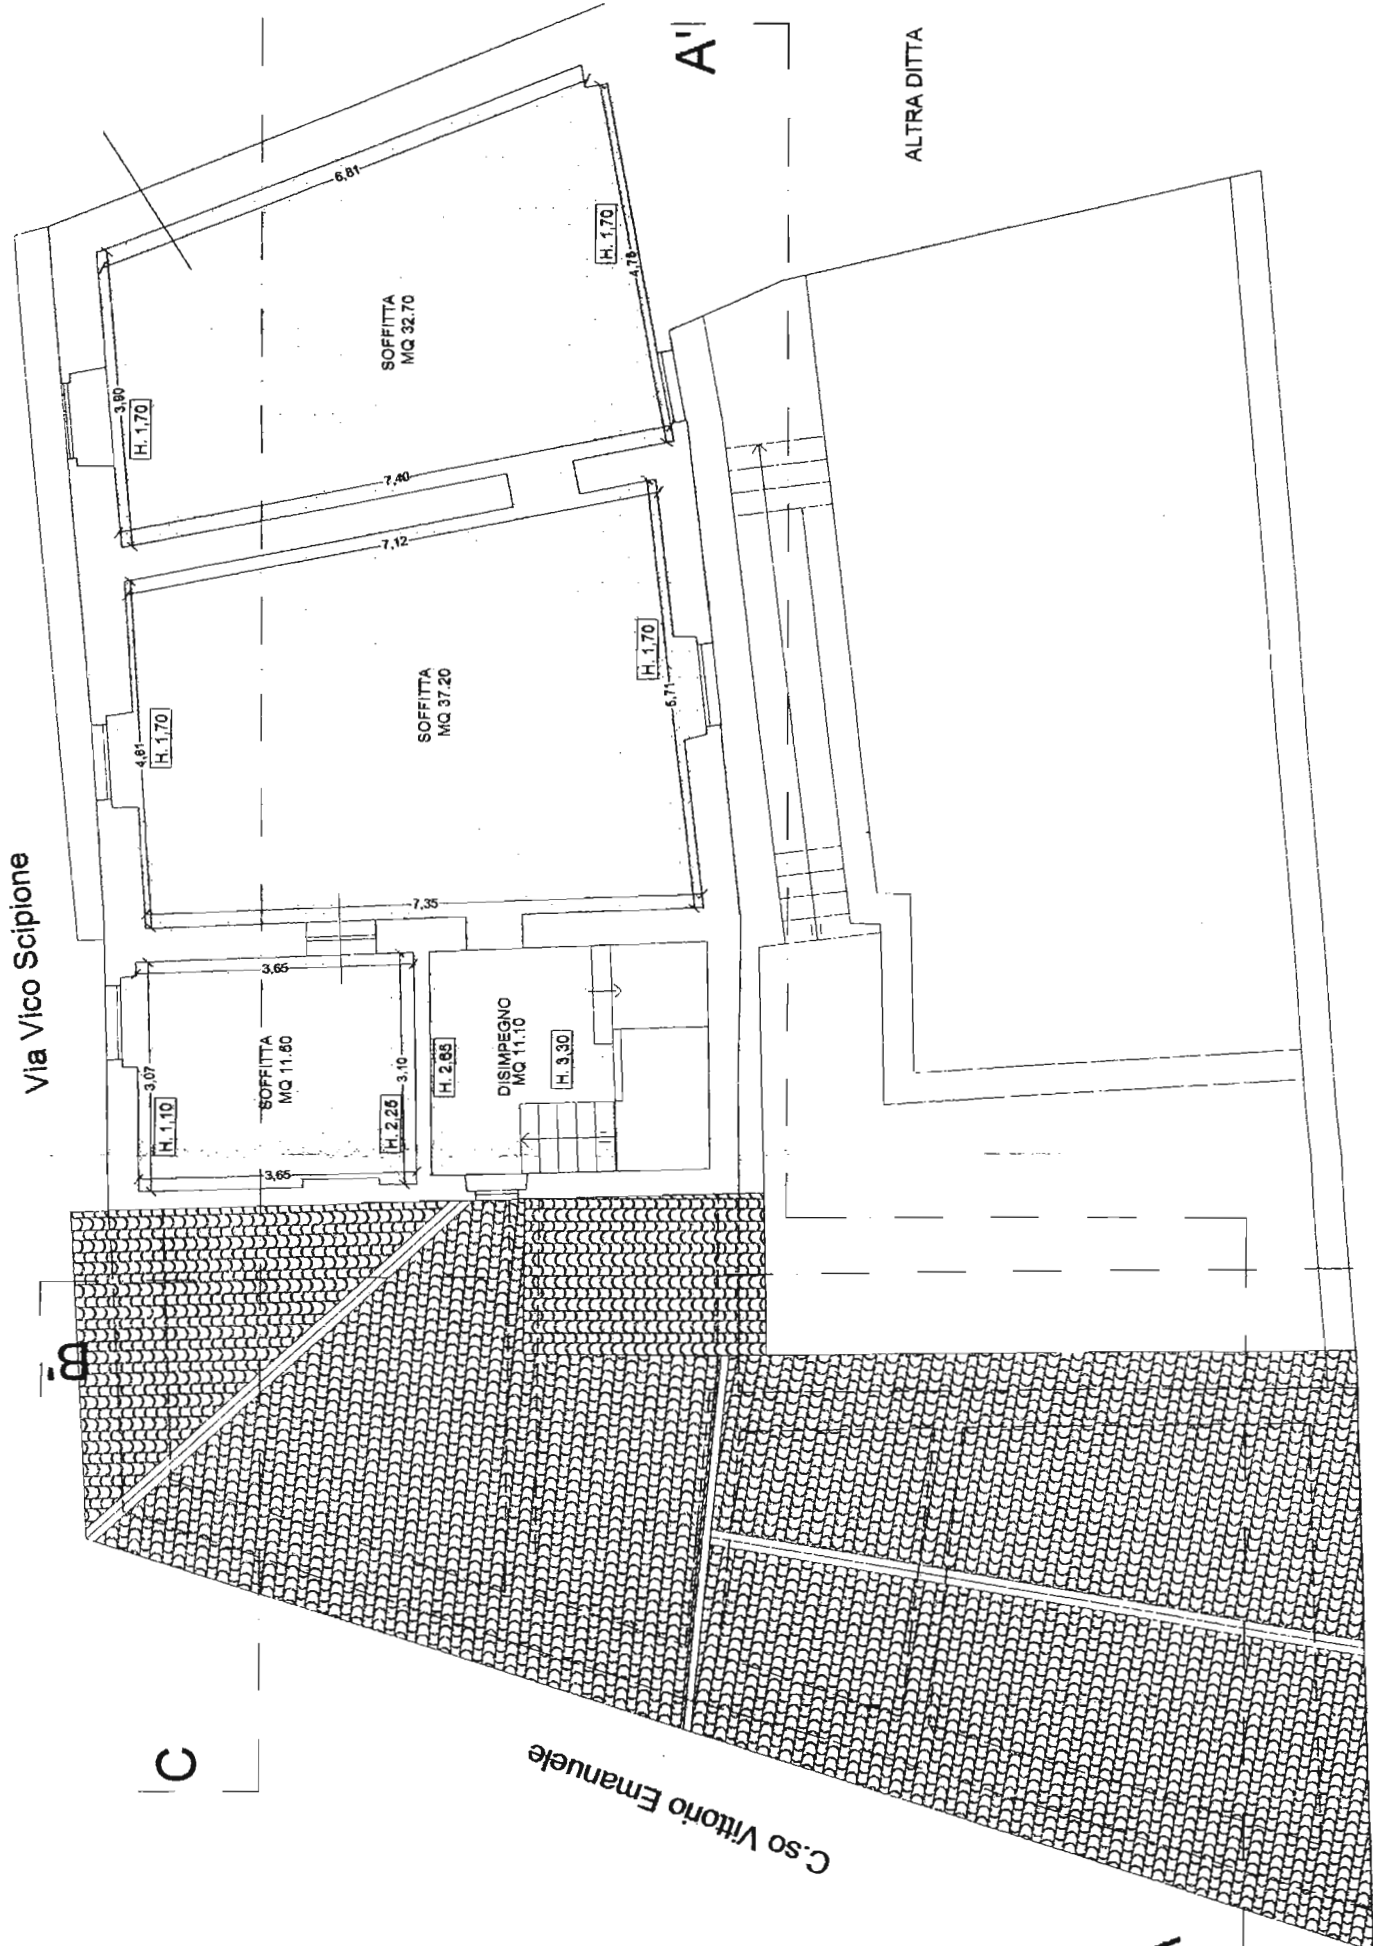 Via Vico Scipione
A'
ALTRA DITTA
6,81
H. 1,70
4,78
SOFFITTA
MQ 32.70
3,90
H. 1,70
7,40
7,12
H. 1,70
5,71
SOFFITTA
MQ 37.20
4,61
H. 1,70
7,35
3,65
3,07
SOFFITTA
MQ 11.60
3,10
H. 1,10
H. 2,25
3,65
H. 2,65
DISIMPEGNO
MQ 11.10
H. 3,30
B'
C
C.so Vittorio Emanuele